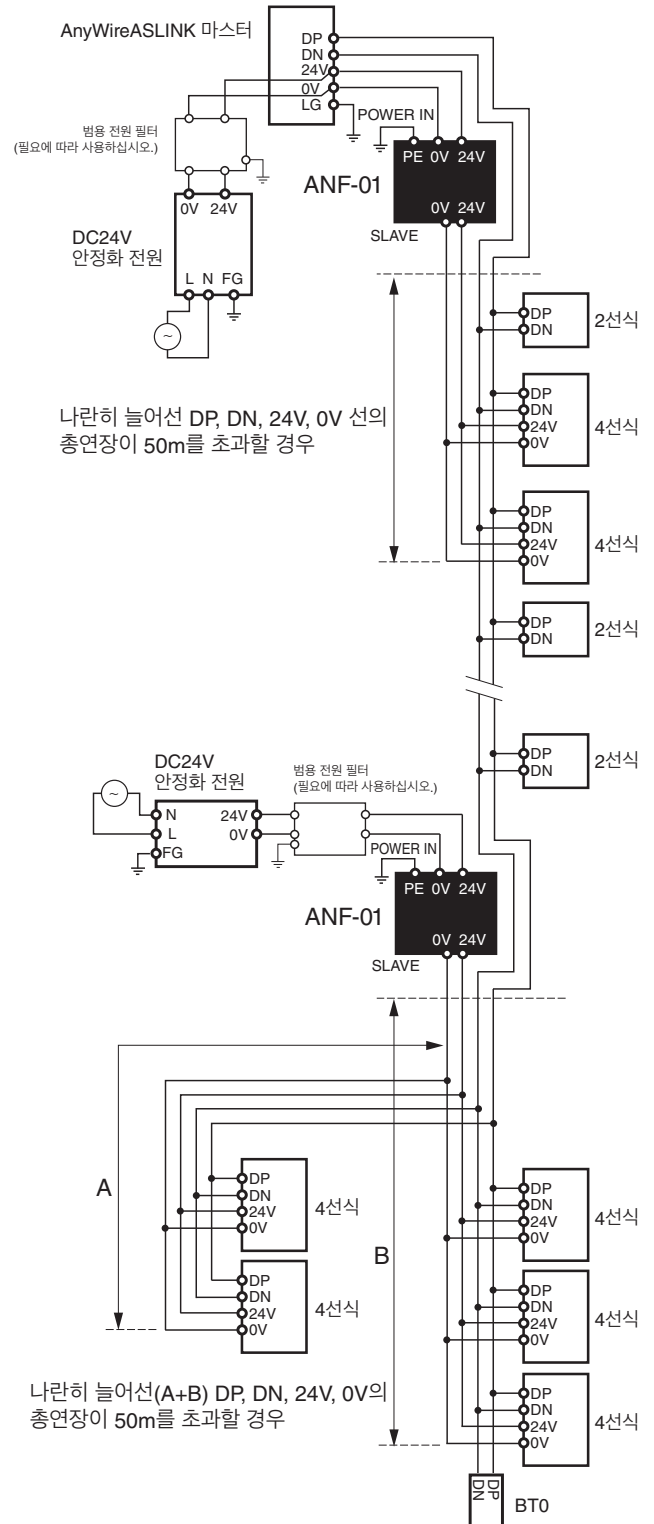 AnyWireASLINK 마스터
DP
DN
24V
0V
LG
범용 전원 필터
(필요에 따라 사용하십시오.)
POWER IN
PE 0V 24V
ANF-01
0V 24V
SLAVE
0V 24V
DC24V
안정화 전원
L N FG
~
DP
DN
2선식
나란히 늘어선 DP, DN, 24V, 0V 선의
총연장이 50m를 초과할 경우
DP
DN
24V
0V
4선식
DP
DN
24V
0V
4선식
DP
DN
2선식
DP
DN
2선식
DC24V
안정화 전원
범용 전원 필터
(필요에 따라 사용하십시오.)
~
N
L
FG
24V
0V
POWER IN
PE 0V 24V
ANF-01
0V 24V
SLAVE
A
B
DP
DN
24V
0V
4선식
DP
DN
24V
0V
4선식
DP
DN
24V
0V
4선식
DP
DN
24V
0V
4선식
DP
DN
24V
0V
4선식
나란히 늘어선(A+B) DP, DN, 24V, 0V의
총연장이 50m를 초과할 경우
DP
DN
BT0